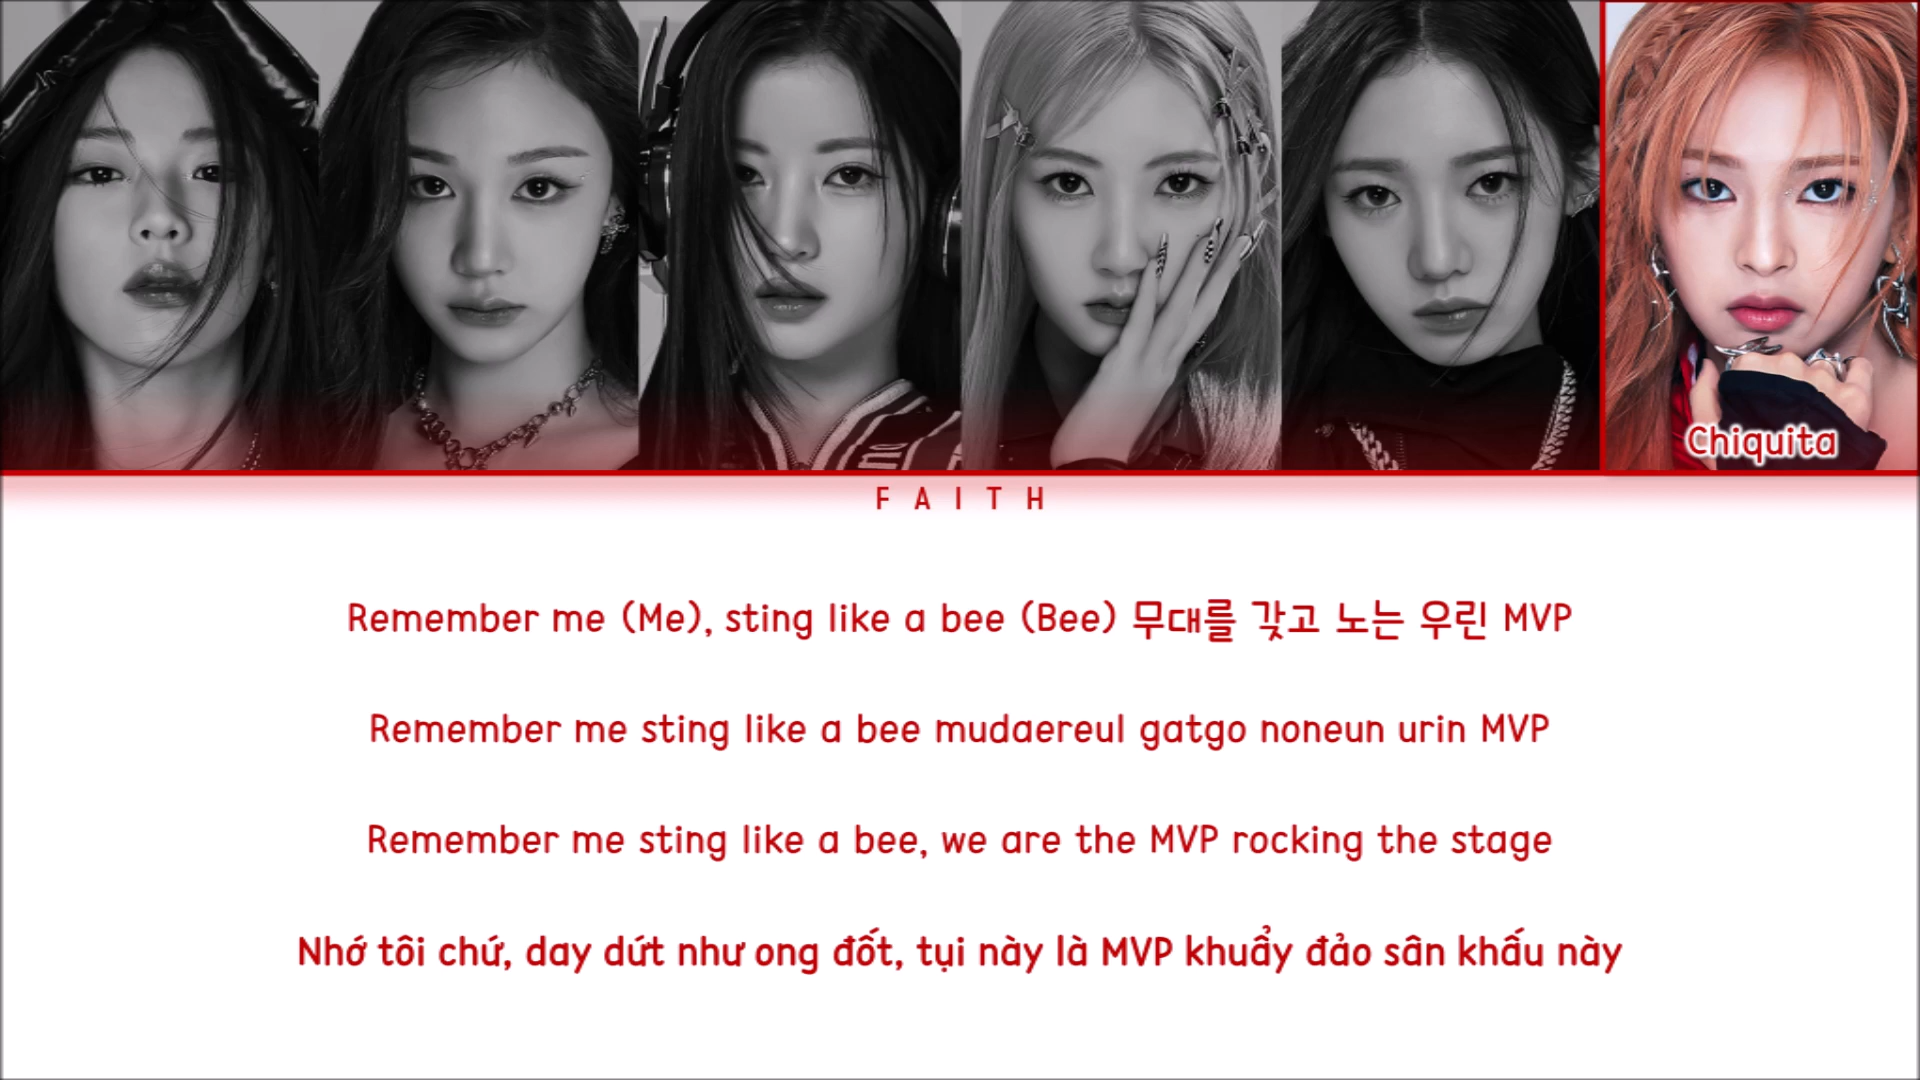 Chiquita
FAITH
Remember me (Me), sting like a bee (Bee) 무대를 갖고 노는 우린 MVP
Remember me sting like a bee mudaereul gatgo noneun urin MVP
Remember me sting like a bee, we are the MVP rocking the stage
Nhớ tôi chứ, day dứt như ong đốt, tụi này là MVP khuẩy đảo sân khấu này